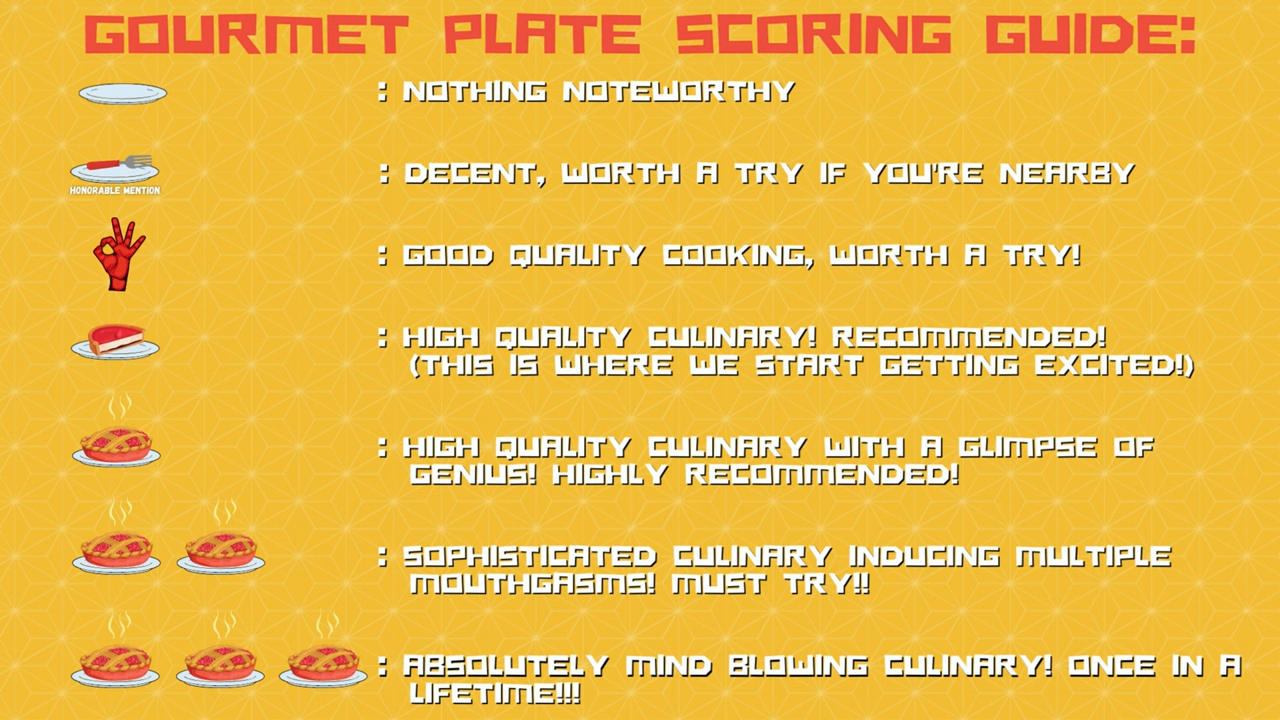 GOURMET PLATE SCORING GUIDE:
: NOTHING NOTEWORTHY
: DECENT, WORTH A TRY IF YOU'RE NEARBY
HONORABLE MENTION
: GOOD QUALITY COOKING, WORTH A TRY!
: HIGH QUALITY CULINARY! RECOMMENDED!
(THIS IS WHERE WE START GETTING EXCITED!)
: HIGH QUALITY CULINARY WITH A GLIMPSE OF
GENIUS! HIGHLY RECOMMENDED!
: SOPHISTICATED CULINARY INDUCING MULTIPLE
MOUTHGASMS! MUST TRY!!
: ABSOLUTELY MIND BLOWING CULINARY! ONCE IN A
LIFETIME!!!